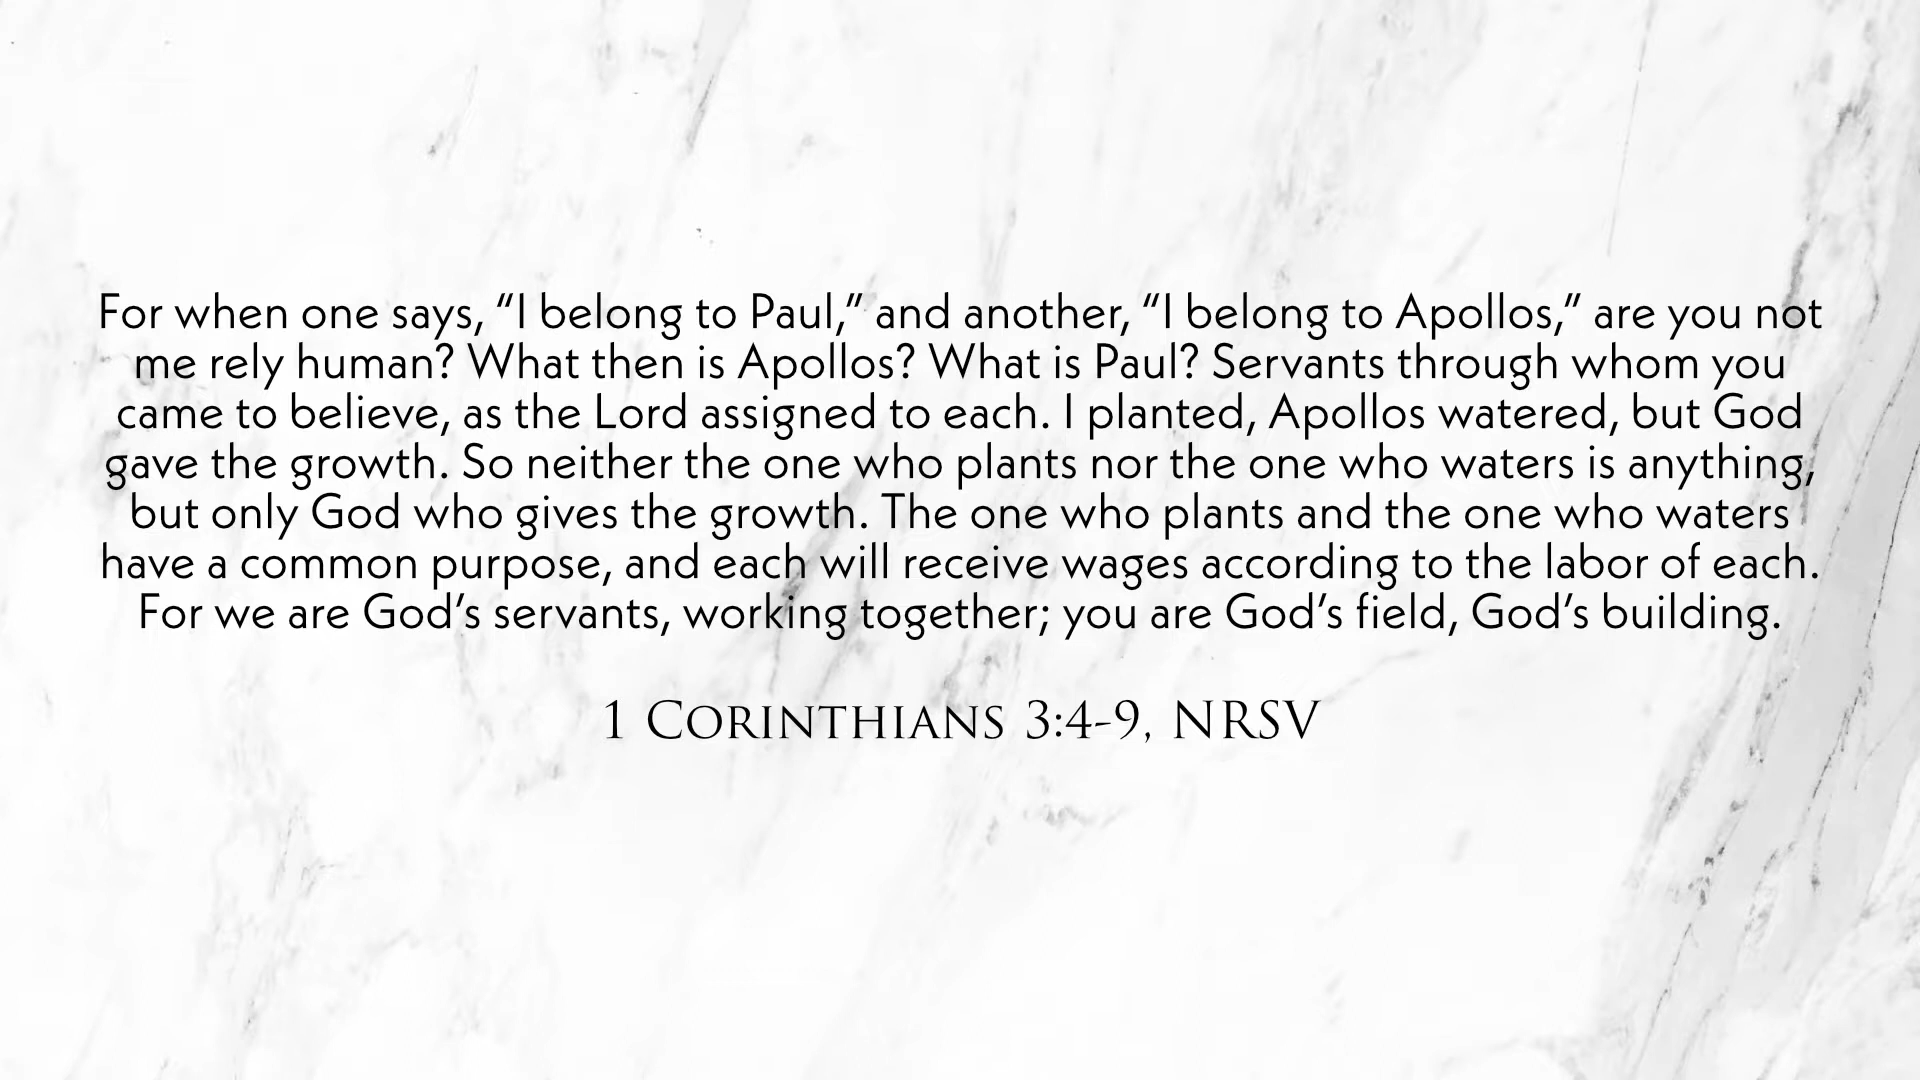 For when one says, “I belong to Paul,” and another, “I belong to Apollos,” are you not
me rely human? What then is Apollos? What is Paul? Servants through whom you
came to believe, as the Lord assigned to each. I planted, Apollos watered, but God
gave the growth. So neither the one who plants nor the one who waters is anything,
but only God who gives the growth. The one who plants and the one who waters
have a common purpose, and each will receive wages according to the labor of each.
For we are God’s servants, working together; you are God’s field, God’s building.
1 Corinthians 3:4-9, NRSV